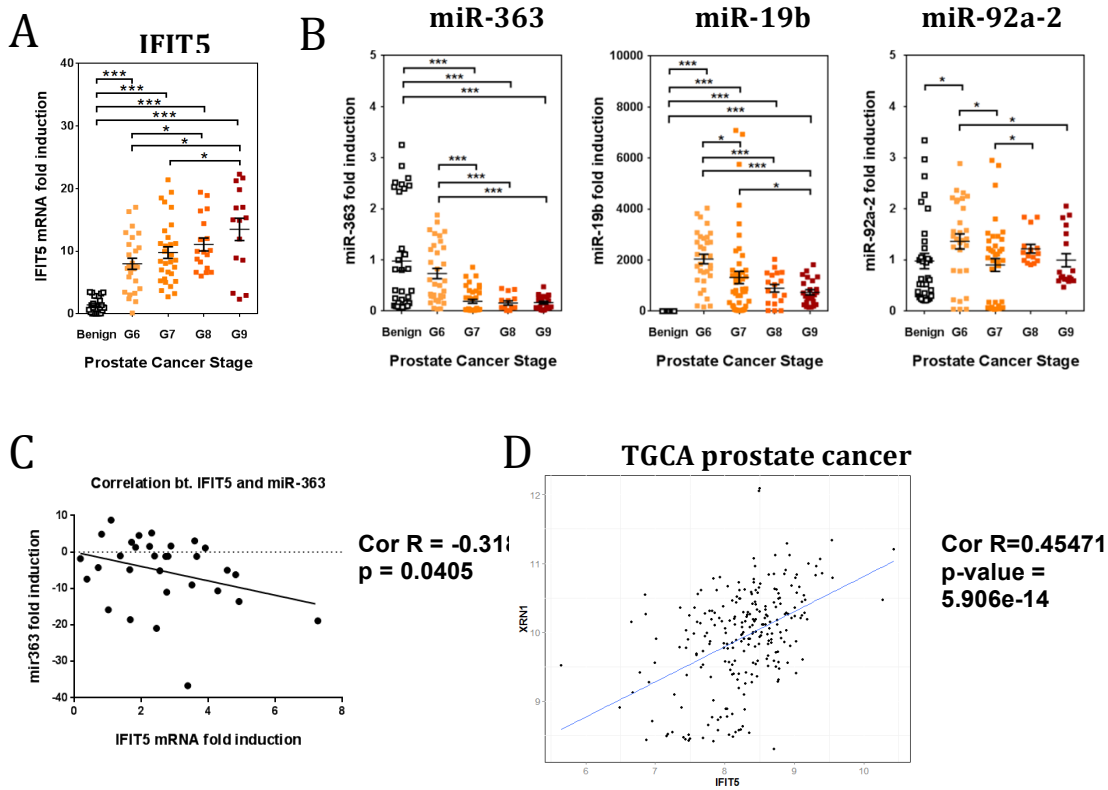 A
IFIT5
IFIT5 mRNA fold induction
40
30
20
10
0
***
***
***
***
*
*
*
Benign G6 G7 G8 G9
Prostate Cancer Stage
B
miR-363
miR-363 fold induction
5
4
3
2
1
0
***
***
***
***
***
***
Benign G6 G7 G8 G9
Prostate Cancer Stage
miR-19b
miR-19b fold induction
10000
8000
6000
4000
2000
0
***
***
***
***
*
***
***
*
Benign G6 G7 G8 G9
Prostate Cancer Stage
miR-92a-2
miR-92a-2 fold induction
5
4
3
2
1
0
*
*
*
*
Benign G6 G7 G8 G9
Prostate Cancer Stage
C
Correlation bt. IFIT5 and miR-363
mir363 fold induction
10
0
-10
-20
-30
-40
0 2 4 6 8
IFIT5 mRNA fold induction
Cor R = -0.318
p = 0.0405
D
TGCA prostate cancer
XRN1
12
11
10
9
6 7 8 9 10
IFIT5
Cor R=0.45471
p-value =
5.906e-14